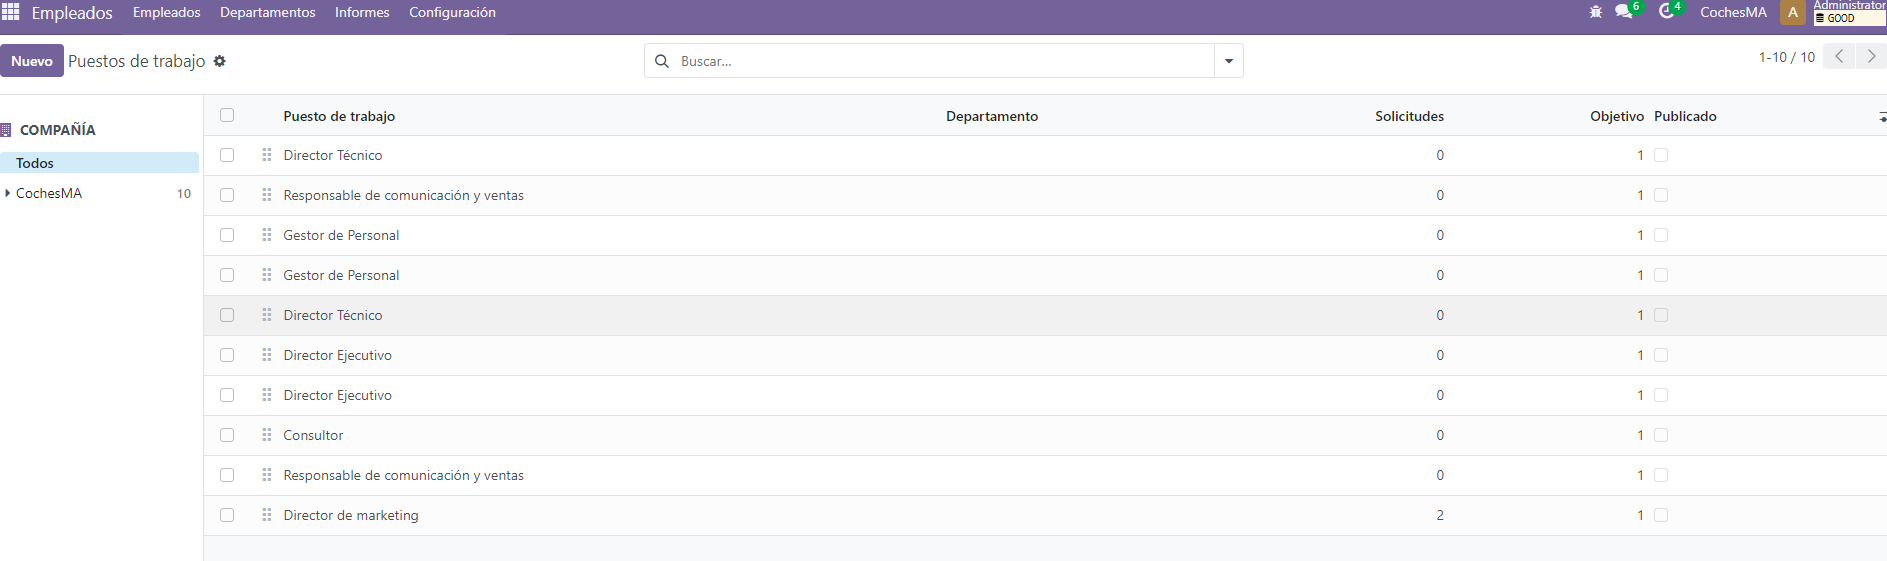 Empleados Empleados Departamentos Informes Configuración 6 4 CochesMA A Administrator
GOOD
Nuevo Puestos de trabajo Buscar... 1-10 / 10
COMPAÑÍA
Todos
CochesMA 10
Puesto de trabajo Departamento Solicitudes Objetivo Publicado
Director Técnico 0 1
Responsable de comunicación y ventas 0 1
Gestor de Personal 0 1
Gestor de Personal 0 1
Director Técnico 0 1
Director Ejecutivo 0 1
Director Ejecutivo 0 1
Consultor 0 1
Responsable de comunicación y ventas 0 1
Director de marketing 2 1